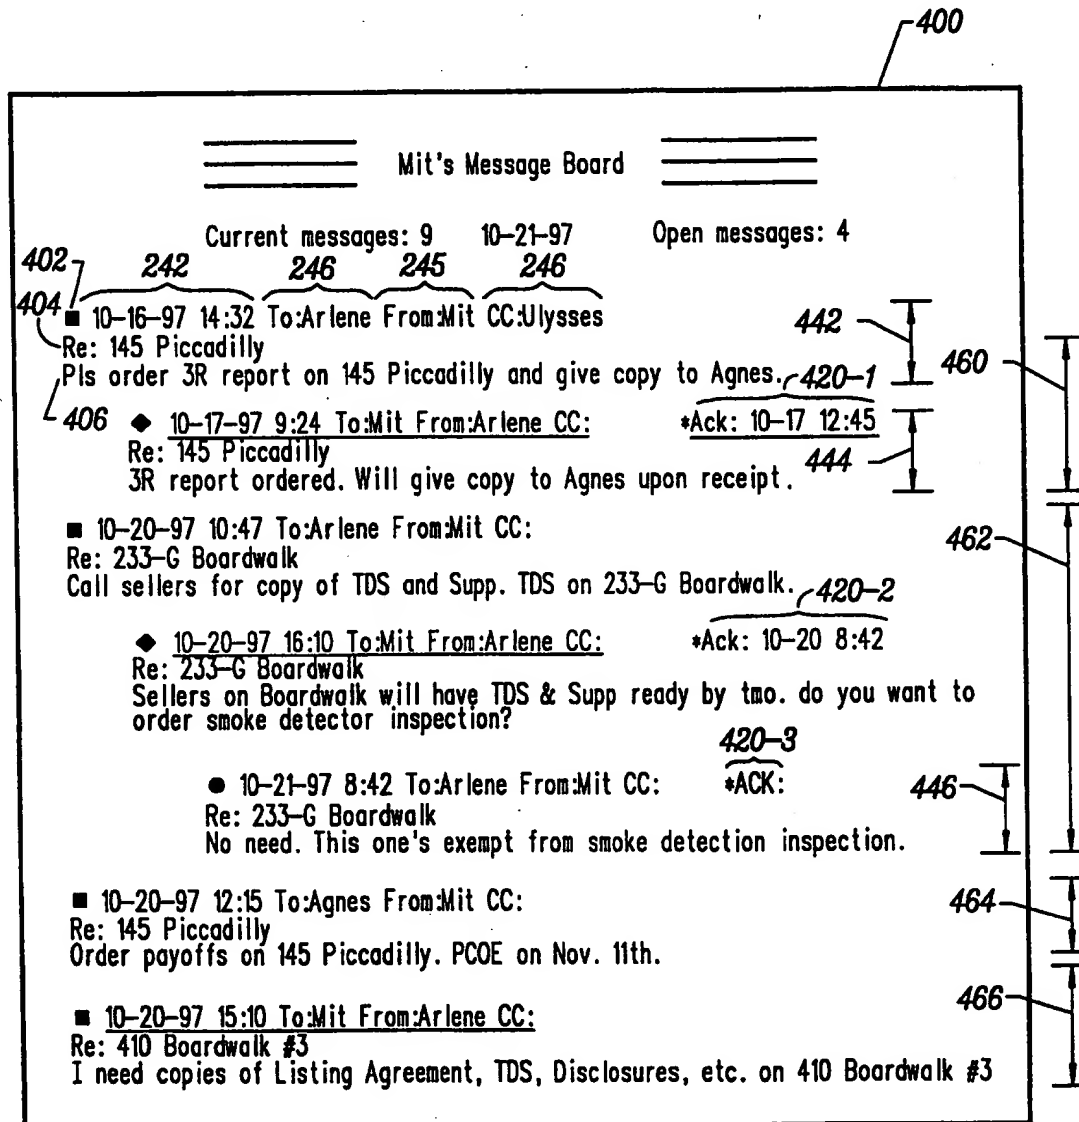 400
Mit's Message Board
Current messages: 9 10-21-97 Open messages: 4
402 242 246 245 246
404 ■ 10-16-97 14:32 To:Arlene From:Mit CC:Ulysses 442
Re: 145 Piccadilly 460
Pls order 3R report on 145 Piccadilly and give copy to Agnes. 420-1
406 ◆ 10-17-97 9:24 To:Mit From:Arlene CC: *Ack: 10-17 12:45
Re: 145 Piccadilly 444
3R report ordered. Will give copy to Agnes upon receipt.
■ 10-20-97 10:47 To:Arlene From:Mit CC: 462
Re: 233-G Boardwalk
Call sellers for copy of TDS and Supp. TDS on 233-G Boardwalk. 420-2
◆ 10-20-97 16:10 To:Mit From:Arlene CC: *Ack: 10-20 8:42
Re: 233-G Boardwalk
Sellers on Boardwalk will have TDS & Supp ready by tmo. do you want to
order smoke detector inspection?
420-3
● 10-21-97 8:42 To:Arlene From:Mit CC: *ACK: 446
Re: 233-G Boardwalk
No need. This one's exempt from smoke detection inspection.
■ 10-20-97 12:15 To:Agnes From:Mit CC: 464
Re: 145 Piccadilly
Order payoffs on 145 Piccadilly. PCOE on Nov. 11th.
466
■ 10-20-97 15:10 To:Mit From:Arlene CC:
Re: 410 Boardwalk #3
I need copies of Listing Agreement, TDS, Disclosures, etc. on 410 Boardwalk #3